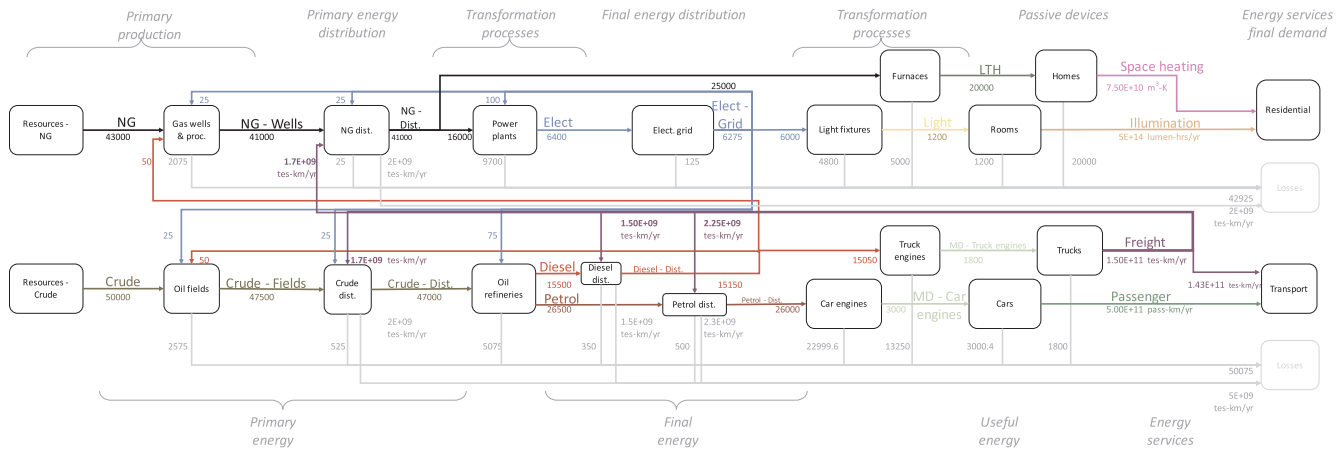 Primary
production
Primary energy
distribution
Transformation
processes
Final energy distribution
Transformation
processes
Passive devices
Energy services
final demand
Furnaces
LTH
20000
Homes
Space heating
7.50E+10 m³-K
25000
25
25
100
Resources -
NG
NG
43000
Gas wells
& proc.
NG - Wells
41000
NG dist.
NG -
Dist.
41000
16000
Power
plants
Elect
6400
Elect. grid
Elect -
Grid
6275
6000
Light fixtures
Light
1200
Rooms
Illumination
5E+14 lumen-hrs/yr
Residential
50
2075
1.7E+09
tes-km/yr
25
2E+09
tes-km/yr
9700
125
4800
5000
1200
20000
Losses
42925
2E+09
tes-km/yr
25
25
75
1.50E+09
tes-km/yr
2.25E+09
tes-km/yr
50
1.7E+09 tes-km/yr
15050
Truck
engines
MD - Truck engines
1800
Trucks
Freight
1.50E+11 tes-km/yr
Resources -
Crude
Crude
50000
Oil fields
Crude - Fields
47500
Crude
dist.
Crude - Dist.
47000
Oil
refineries
Diesel
15500
Diesel
dist.
Diesel - Dist.
15150
Petrol
26500
Petrol dist.
Petrol - Dist.
26000
Car engines
3000
MD - Car
engines
Cars
Passenger
5.00E+11 pass-km/yr
1.43E+11 tes-km/yr
Transport
2575
525
2E+09
tes-km/yr
5075
350
1.5E+09
tes-km/yr
500
2.3E+09
tes-km/yr
22999.6
13250
3000.4
1800
Losses
50075
5E+09
tes-km/yr
Primary
energy
Final
energy
Useful
energy
Energy
services